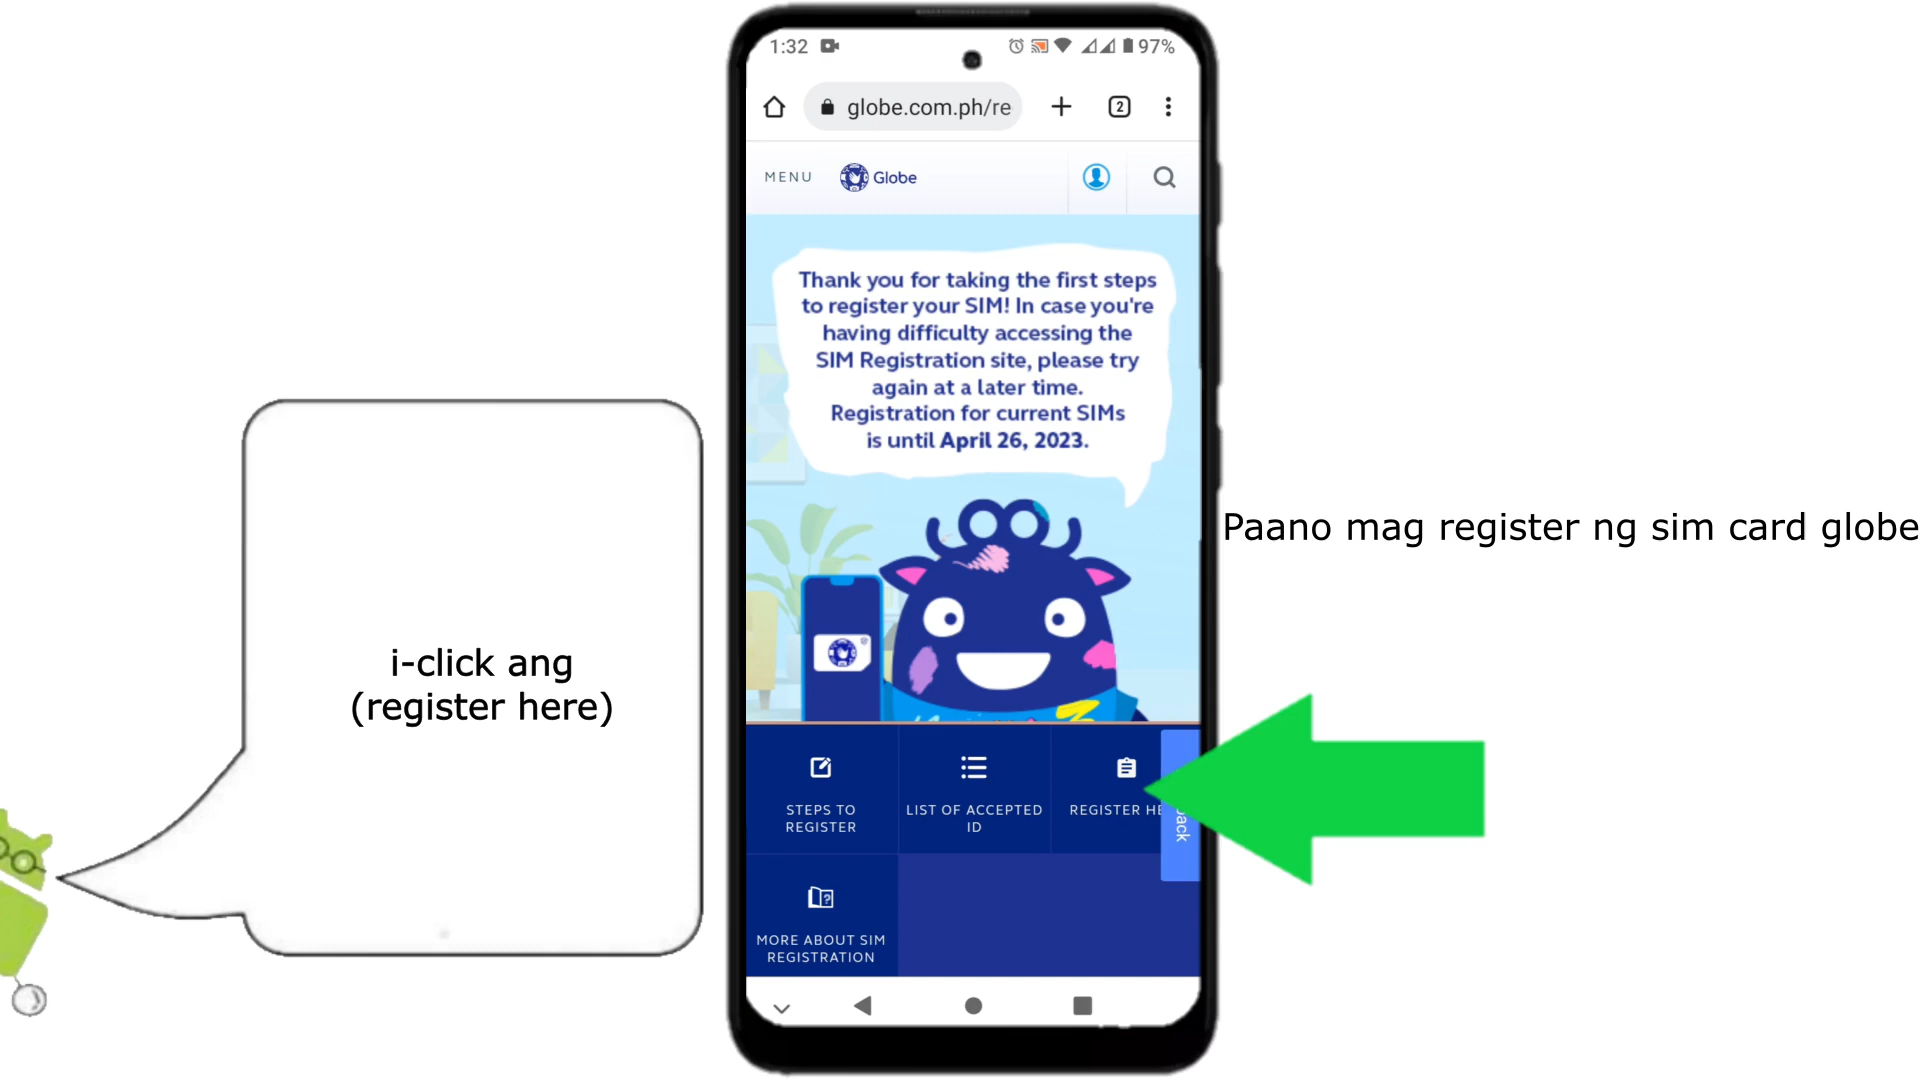 1:32
97%
globe.com.ph/re
2
MENU
Globe
Thank you for taking the first steps
to register your SIM! In case you're
having difficulty accessing the
SIM Registration site, please try
again at a later time.
Registration for current SIMs
is until April 26, 2023.
Paano mag register ng sim card globe
i-click ang
(register here)
STEPS TO
REGISTER
LIST OF ACCEPTED
ID
REGISTER HE
back
MORE ABOUT SIM
REGISTRATION